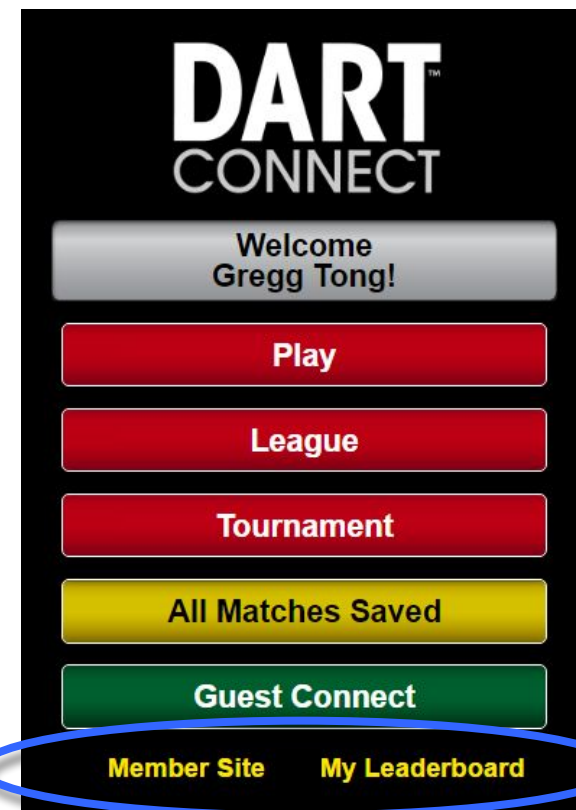 DART™
CONNECT
Welcome
Gregg Tong!
Play
League
Tournament
All Matches Saved
Guest Connect
Member Site My Leaderboard